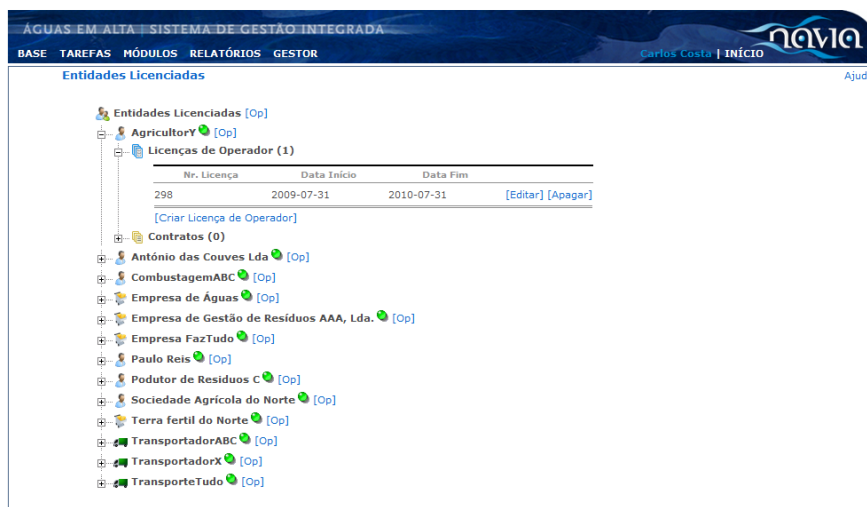 ÁGUAS EM ALTA | SISTEMA DE GESTÃO INTEGRADA
navia
BASE TAREFAS MÓDULOS RELATÓRIOS GESTOR
Carlos Costa | INÍCIO
Entidades Licenciadas
Ajud
Entidades Licenciadas [Op]
AgricultorY [Op]
Licenças de Operador (1)
Nr. Licença Data Início Data Fim
298 2009-07-31 2010-07-31 [Editar] [Apagar]
[Criar Licença de Operador]
Contratos (0)
António das Couves Lda [Op]
CombustagemABC [Op]
Empresa de Águas [Op]
Empresa de Gestão de Resíduos AAA, Lda. [Op]
Empresa FazTudo [Op]
Paulo Reis [Op]
Podutor de Residuos C [Op]
Sociedade Agrícola do Norte [Op]
Terra fertil do Norte [Op]
TransportadorABC [Op]
TransportadorX [Op]
TransporteTudo [Op]